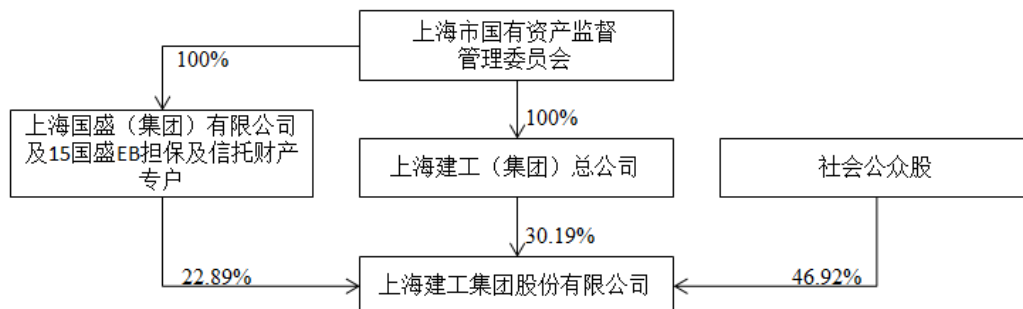 上海市国有资产监督
管理委员会
100%
100%
上海国盛（集团）有限公司
及15国盛EB担保及信托财产
专户
上海建工（集团）总公司
社会公众股
30.19%
22.89%
上海建工集团股份有限公司
46.92%